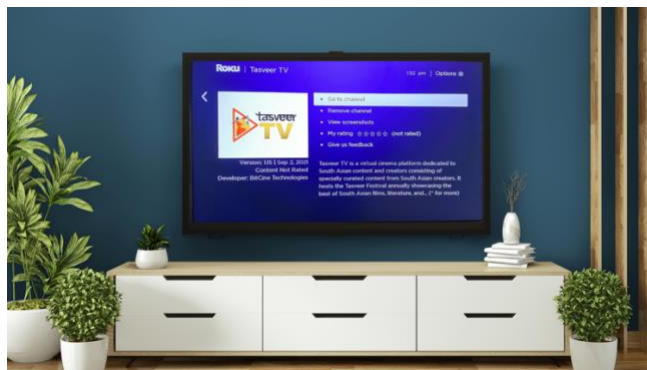 ROKU | Tasveer TV
1:52 pm | Options
Go to channel
Remove channel
View screenshots
My rating ☆☆☆☆☆ (not rated)
Give us feedback
tasveer
TV
Version: 1.15 | Sep 2, 2021
Content Not Rated
Developer: BitCine Technologies
Tasveer TV is a virtual cinema platform dedicated to
South Asian content and creators consisting of
specially curated content from South Asian creators. It
hosts the Tasveer Festival annually showcasing the
best of South Asian films, literature, and... (* for more)